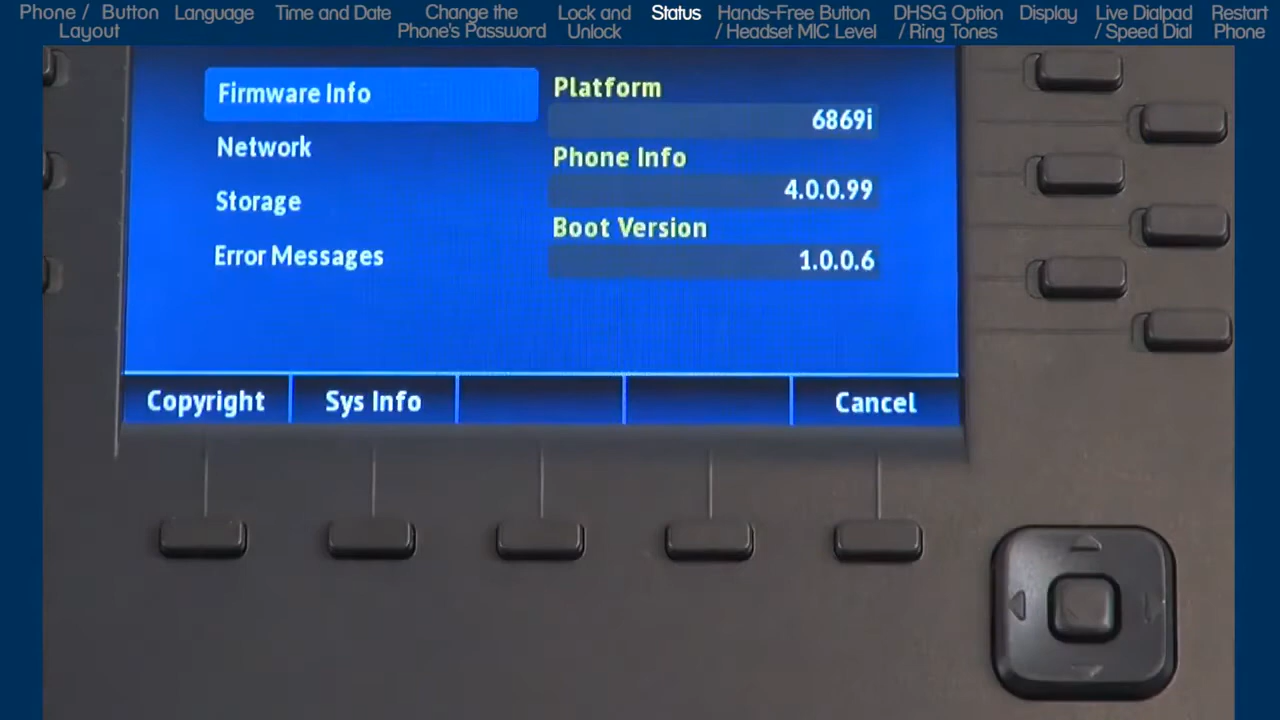 Phone / Button Layout
Language
Time and Date
Change the Phone's Password
Lock and Unlock
Status
Hands-Free Button / Headset MIC Level
DHSG Option / Ring Tones
Display
Live Dialpad / Speed Dial
Restart Phone
Firmware Info
Network
Storage
Error Messages
Platform
6869i
Phone Info
4.0.0.99
Boot Version
1.0.0.6
Copyright
Sys Info
Cancel